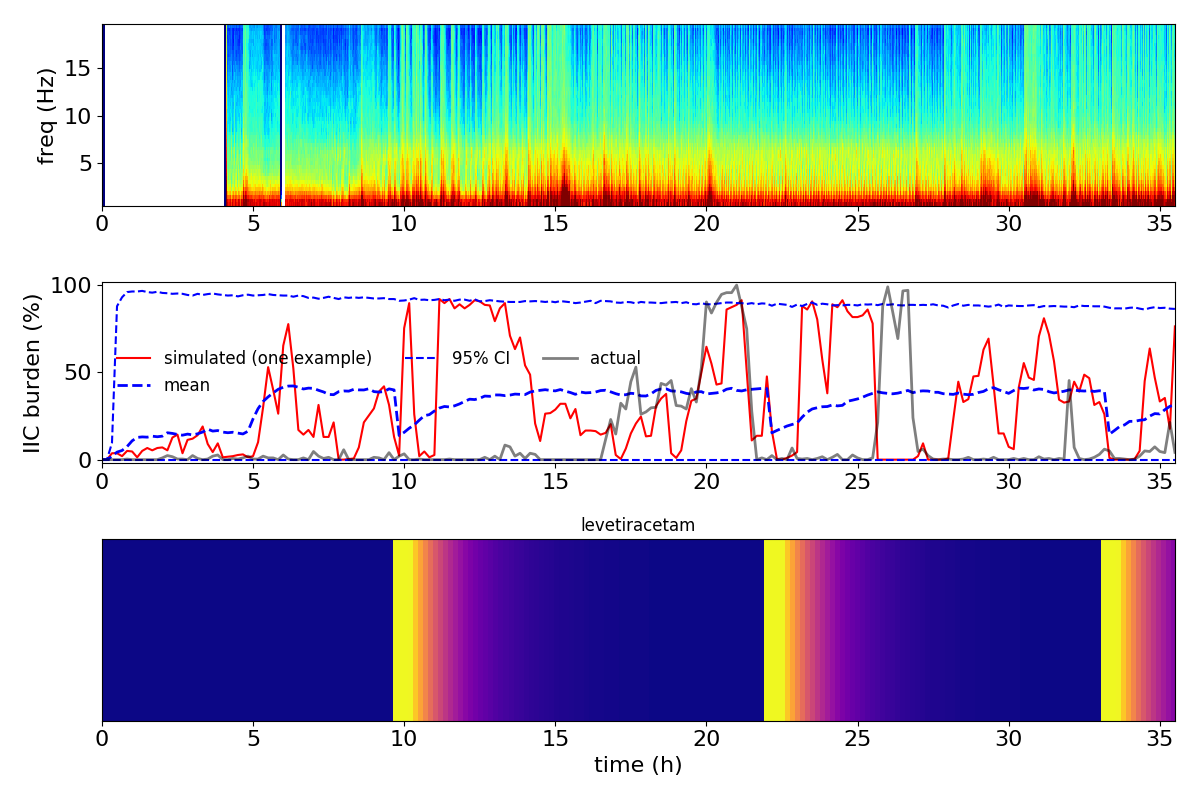 freq (Hz)
15
10
5
0 5 10 15 20 25 30 35
IIC burden (%)
100
50
0
simulated (one example)
mean
95% CI
actual
0 5 10 15 20 25 30 35
levetiracetam
0 5 10 15 20 25 30 35
time (h)